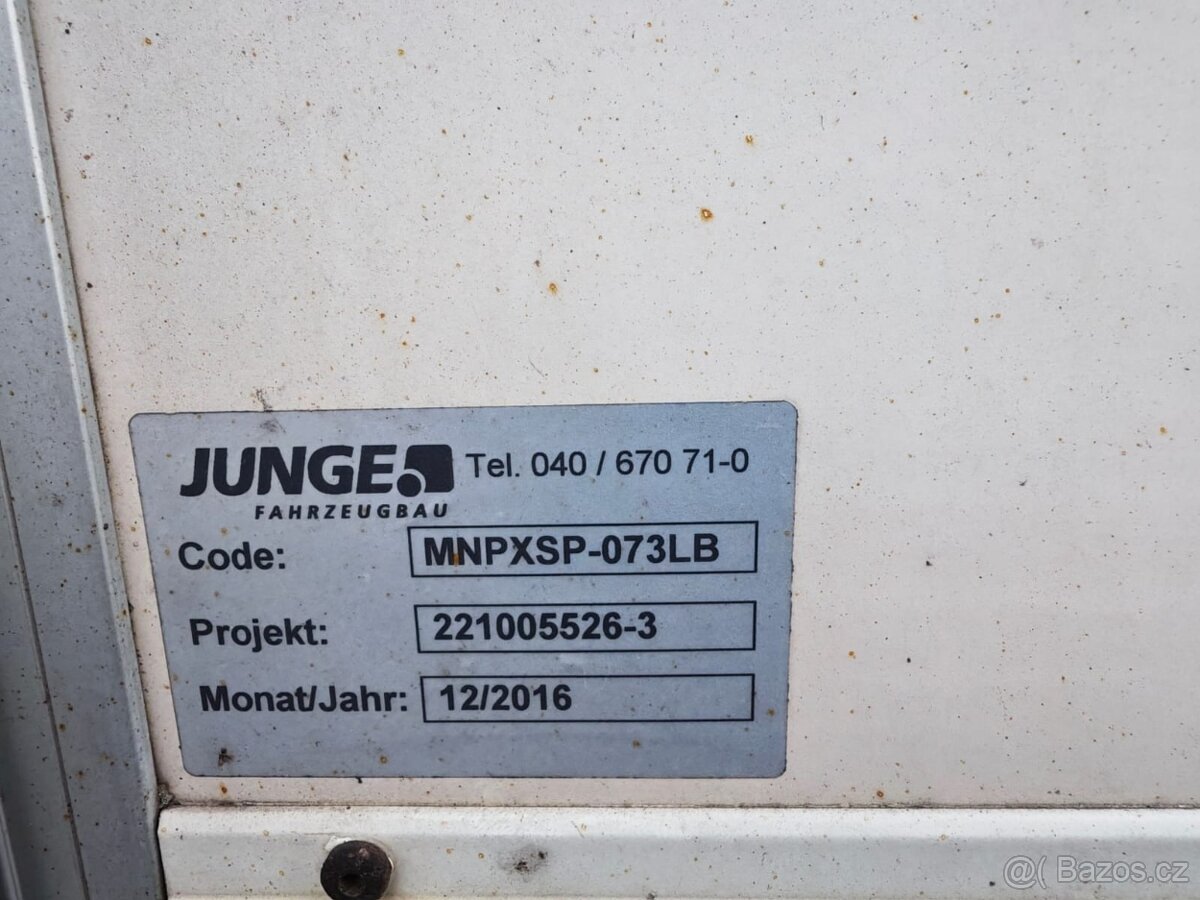 JUNGE Tel. 040 / 670 71-0
FAHRZEUGBAU
Code: MNPXSP-073LB
Projekt: 221005526-3
Monat/Jahr: 12/2016
@( Bazos.cz